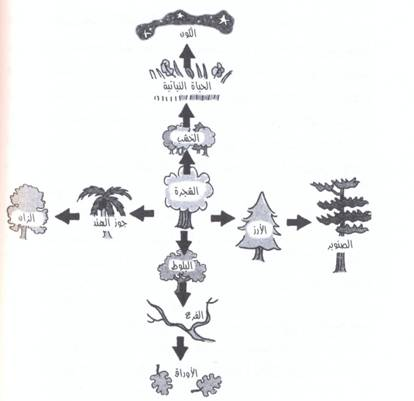 الكون
الحياة النباتية
الخشب
الشجرة
الأرز
الصنوبر
جوز الهند
الزان
البلوط
الفرع
الأوراق